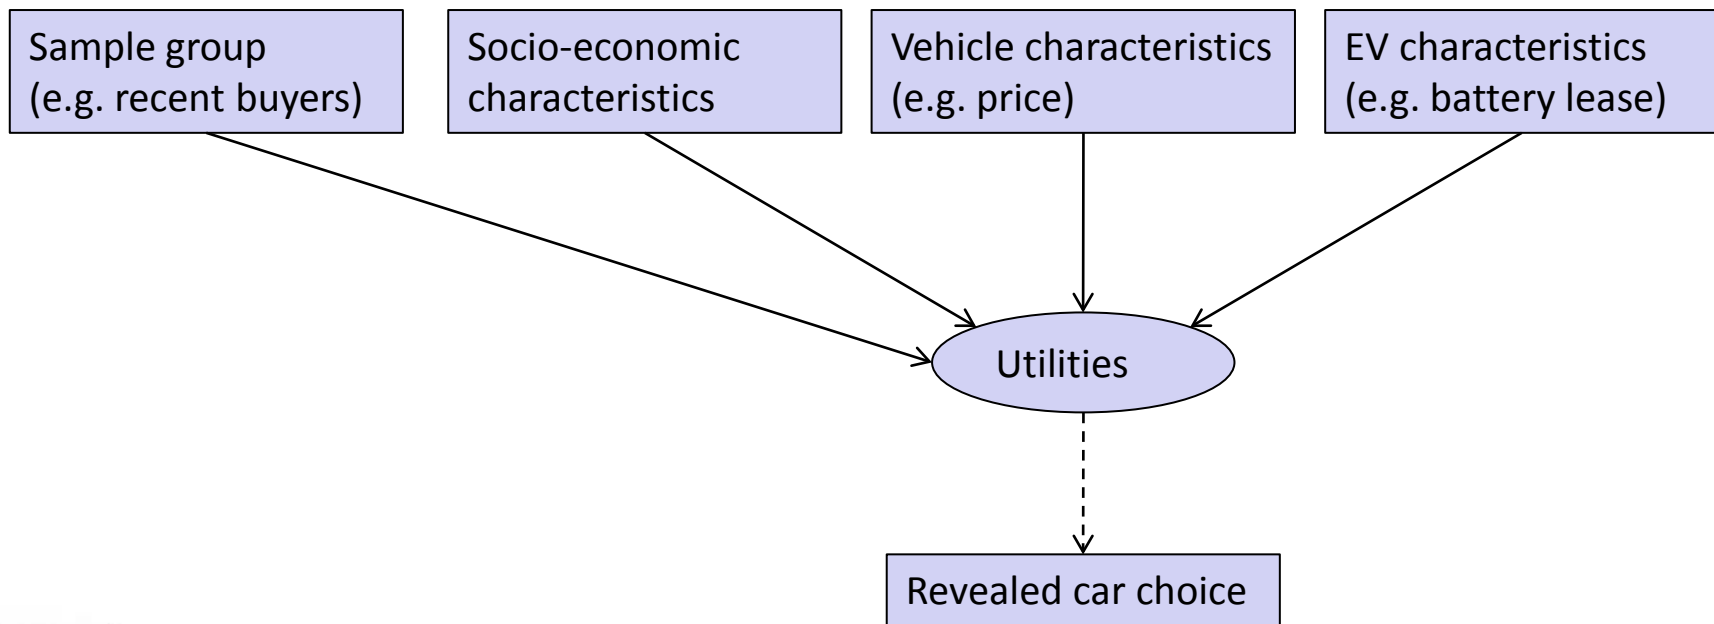 Sample group
(e.g. recent buyers)
Socio-economic
characteristics
Vehicle characteristics
(e.g. price)
EV characteristics
(e.g. battery lease)
Utilities
Revealed car choice